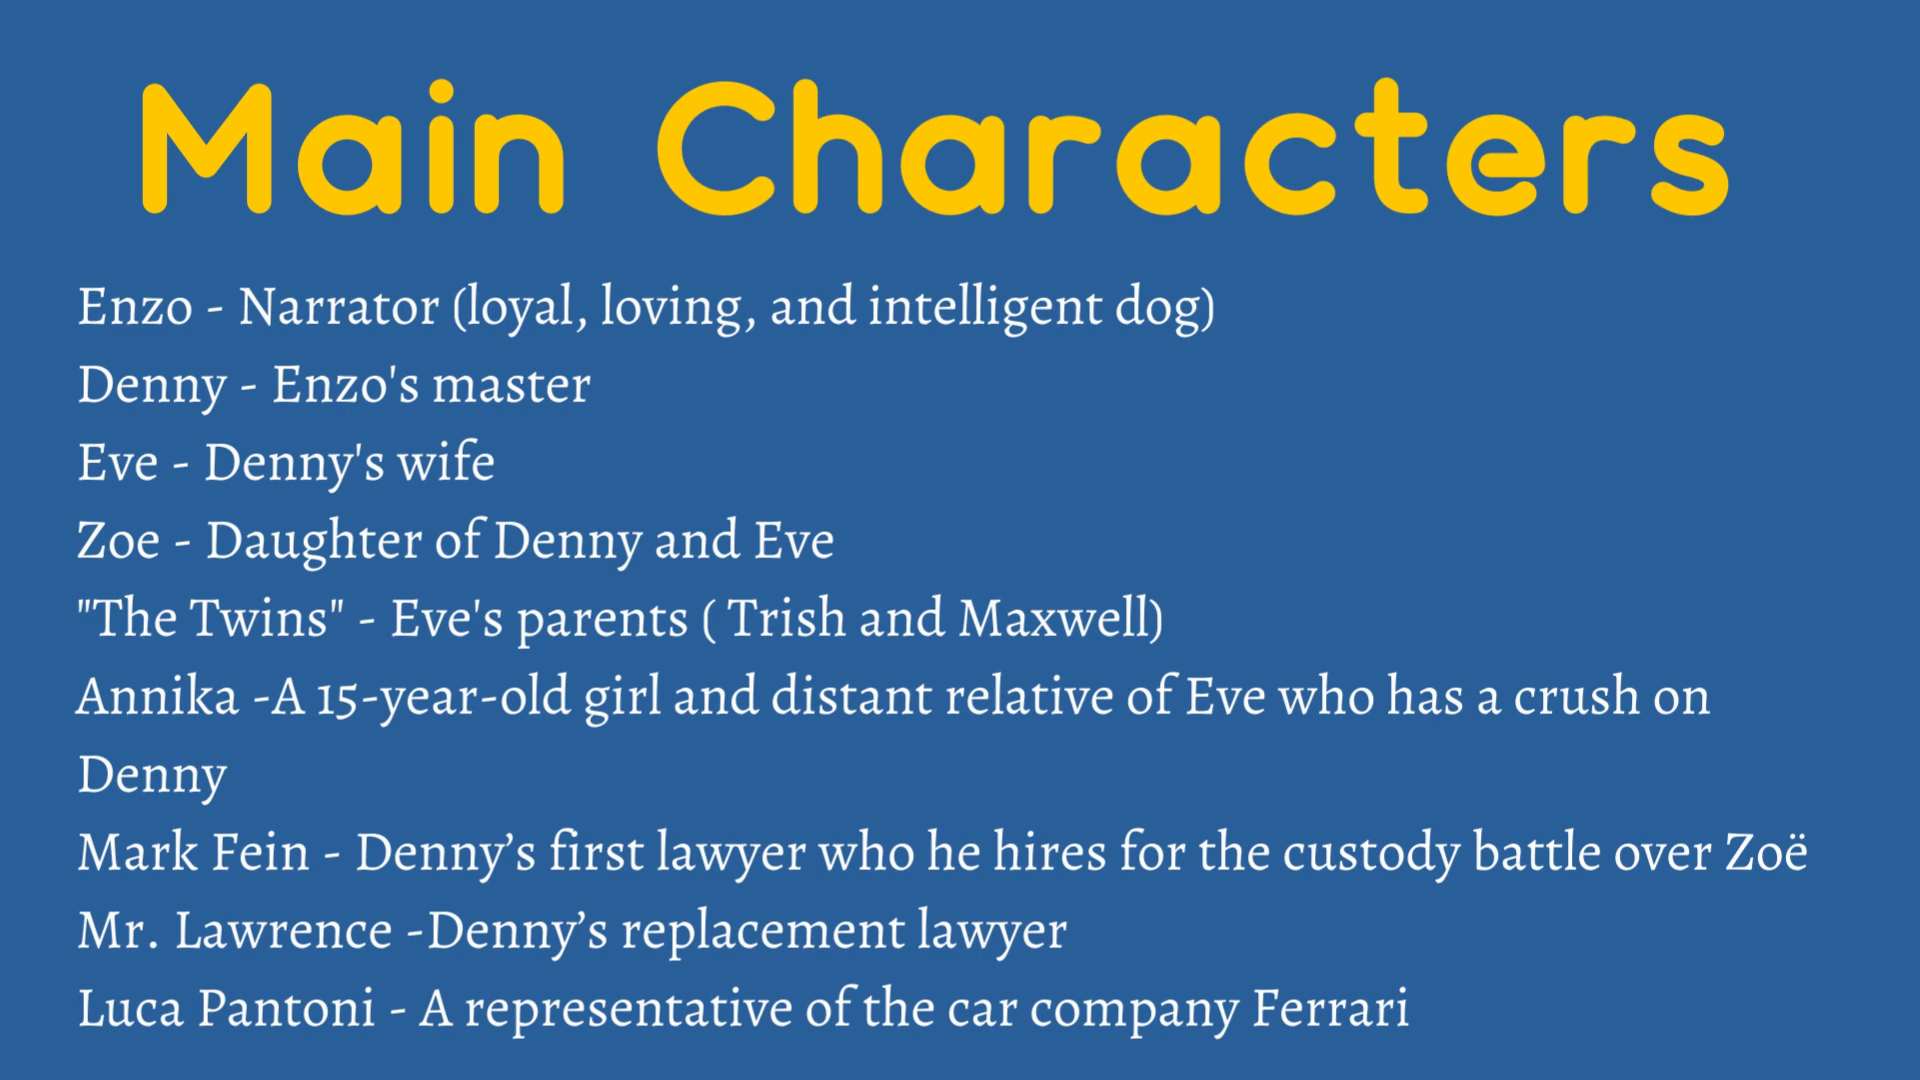 Main Characters
Enzo - Narrator (loyal, loving, and intelligent dog)
Denny - Enzo's master
Eve - Denny's wife
Zoe - Daughter of Denny and Eve
"The Twins" - Eve's parents ( Trish and Maxwell)
Annika -A 15-year-old girl and distant relative of Eve who has a crush on
Denny
Mark Fein - Denny’s first lawyer who he hires for the custody battle over Zoë
Mr. Lawrence -Denny’s replacement lawyer
Luca Pantoni - A representative of the car company Ferrari